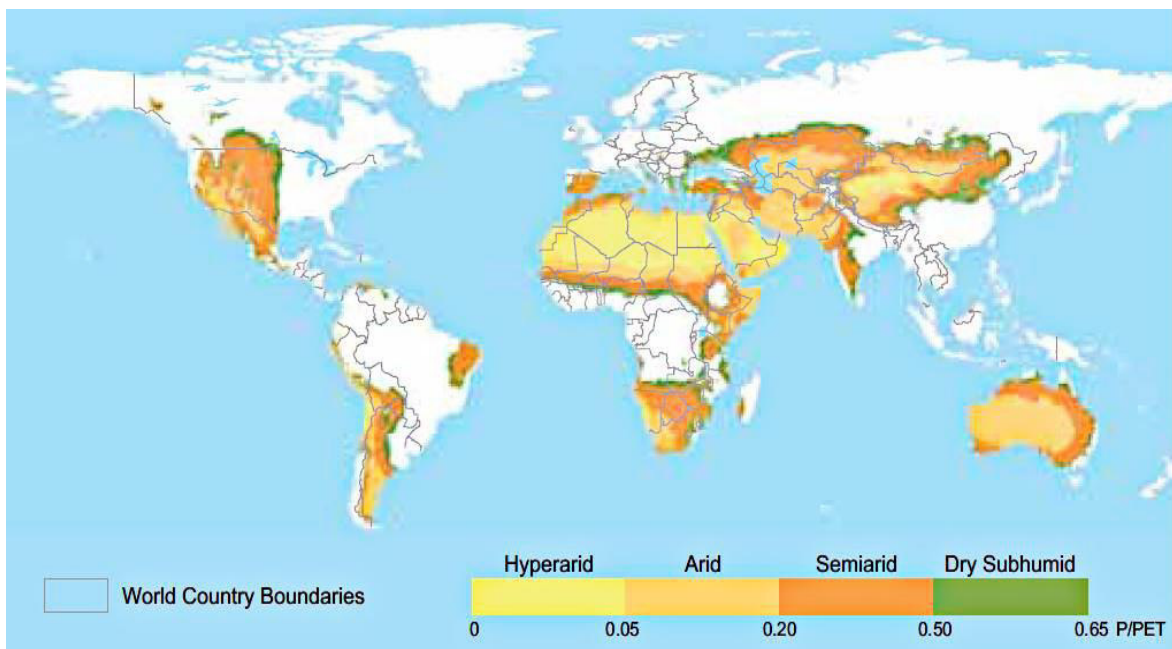 Hyperarid Arid Semiarid Dry Subhumid
World Country Boundaries
0 0.05 0.20 0.50 0.65 P/PET